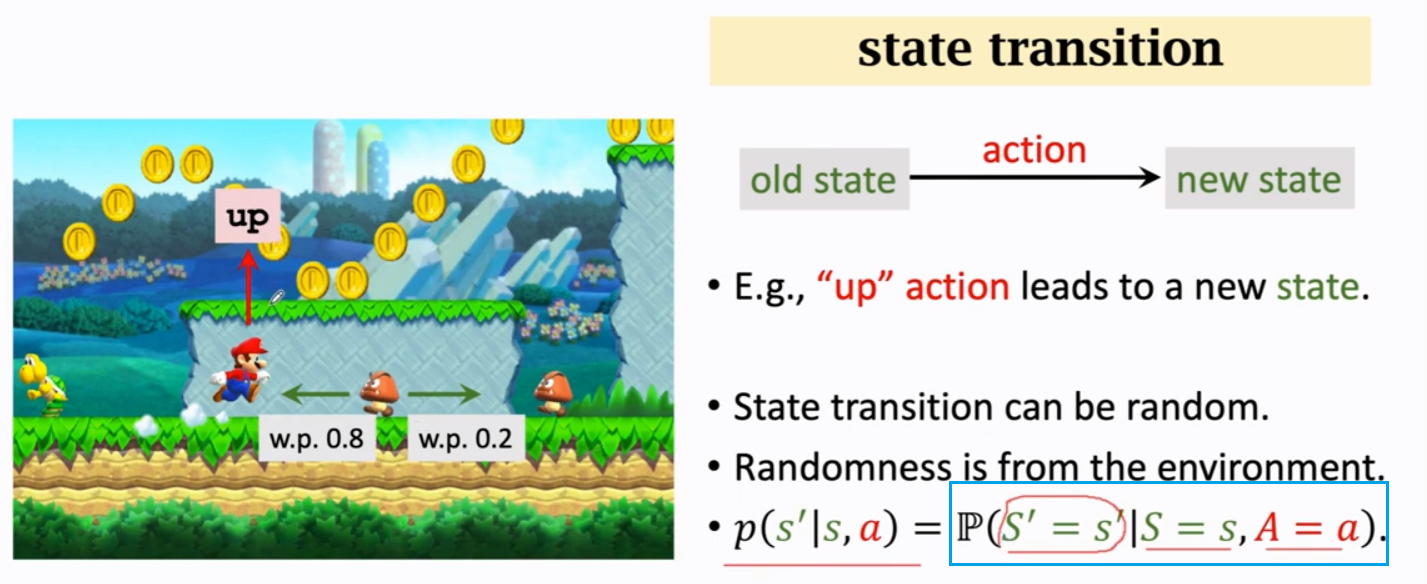 state transition
action
old state
new state
up
• E.g., “up” action leads to a new state.
• State transition can be random.
w.p. 0.8
w.p. 0.2
• Randomness is from the environment.
• p(s′|s, a) = ℙ(S′ = s′|S = s, A = a).